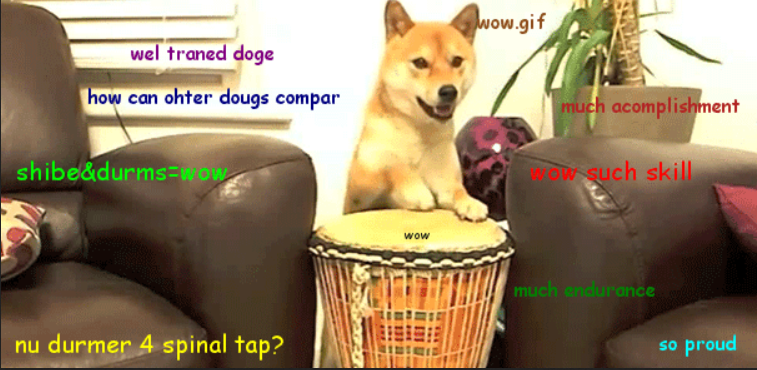 wow.gif
wel traned doge
how can ohter dougs compar
much acomplishment
shibe&durms=wow
wow such skill
wow
much endurance
nu durmer 4 spinal tap?
so proud